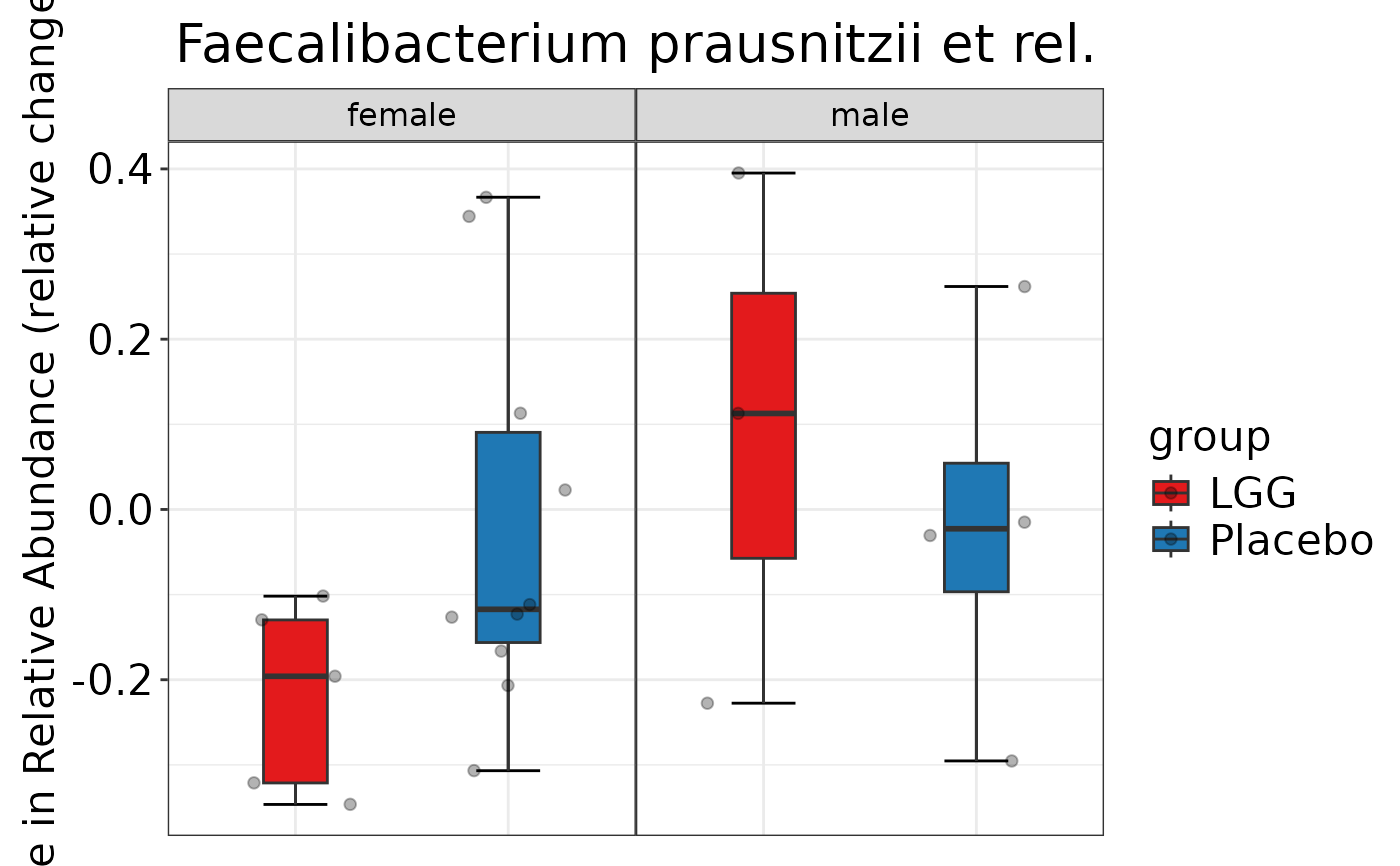 Faecalibacterium prausnitzii et rel.
female
male
e in Relative Abundance (relative change
0.4
0.2
0.0
-0.2
group
LGG
Placebo